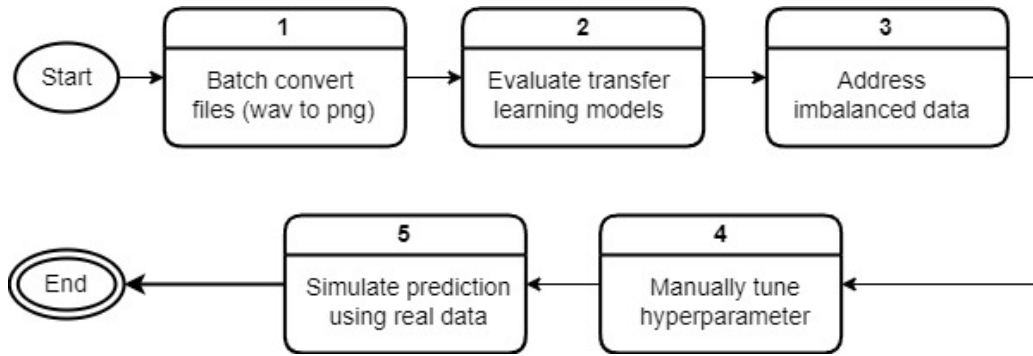 Start
1
Batch convert
files (wav to png)
2
Evaluate transfer
learning models
3
Address
imbalanced data
4
Manually tune
hyperparameter
5
Simulate prediction
using real data
End